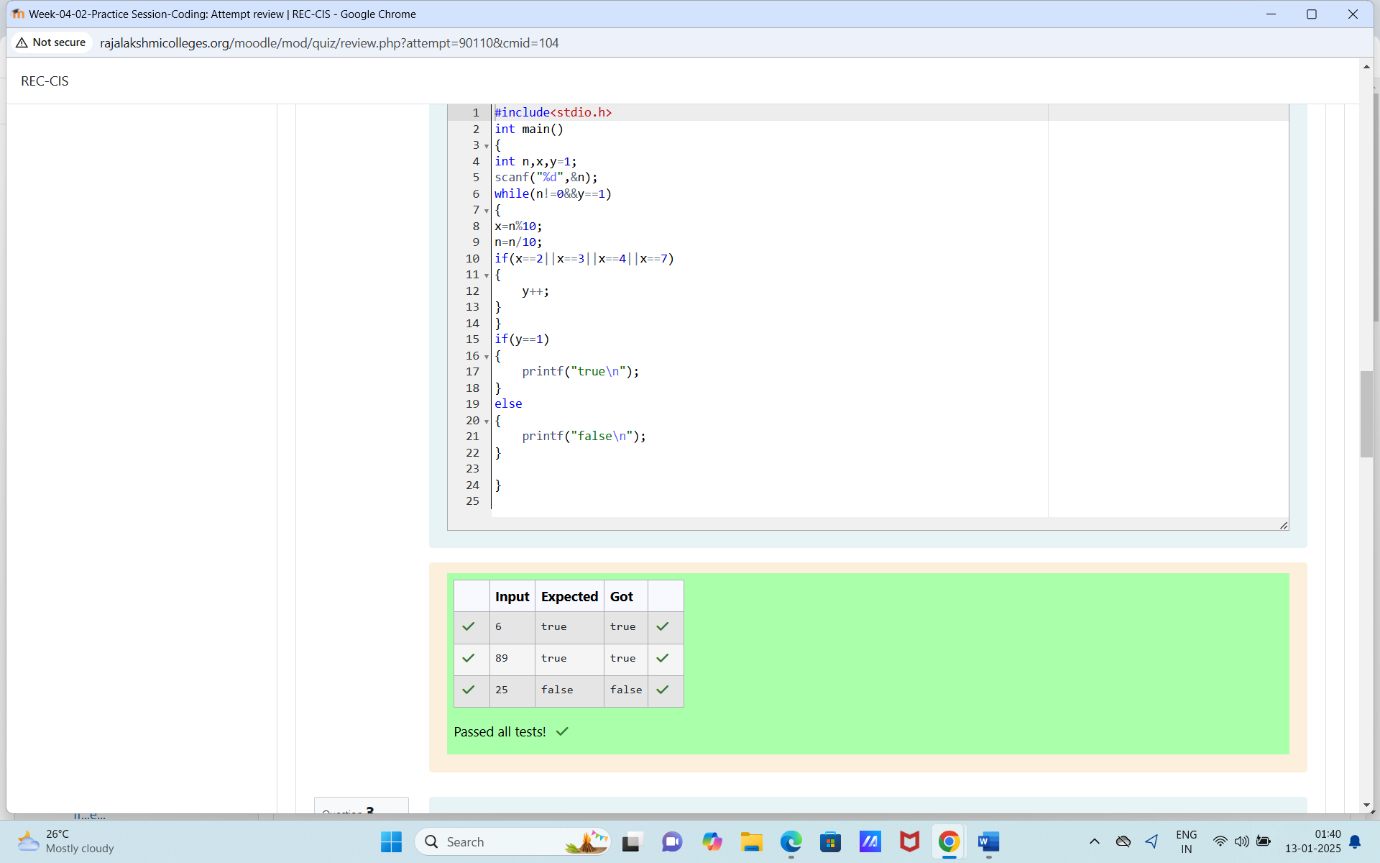 Week-04-02-Practice Session-Coding: Attempt review | REC-CIS - Google Chrome
Not secure rajalakshmicolleges.org/moodle/mod/quiz/review.php?attempt=90110&cmid=104
REC-CIS
1 #include<stdio.h>
2 int main()
3 {
4 int n,x,y=1;
5 scanf("%d",&n);
6 while(n!=0&&y==1)
7 {
8 x=n%10;
9 n=n/10;
10 if(x==2||x==3||x==4||x==7)
11 {
12     y++;
13 }
14 }
15 if(y==1)
16 {
17     printf("true\n");
18 }
19 else
20 {
21     printf("false\n");
22 }
23
24 }
25
Input Expected Got
6 true true
89 true true
25 false false
Passed all tests!
Question 3
26°C
Mostly cloudy
Search
ENG
IN
01:40
13-01-2025